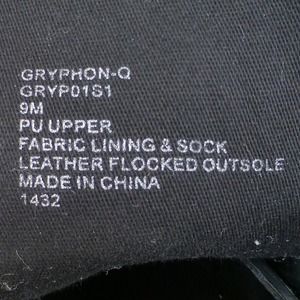 GRYPHON-Q
GRYP01S1
9M
PU UPPER
FABRIC LINING & SOCK
LEATHER FLOCKED OUTSOLE
MADE IN CHINA
1432